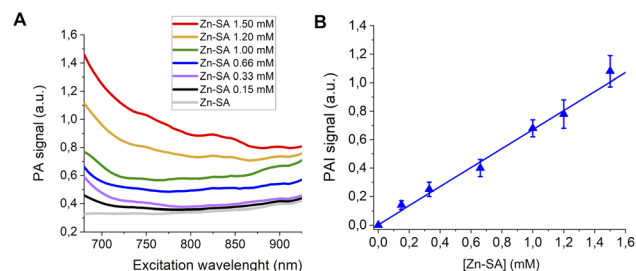 A
Zn-SA 1.50 mM
Zn-SA 1.20 mM
Zn-SA 1.00 mM
Zn-SA 0.66 mM
Zn-SA 0.33 mM
Zn-SA 0.15 mM
Zn-SA
1,6
1,4
1,2
1,0
0,8
0,6
0,4
0,2
PA signal (a.u.)
700 750 800 850 900
Excitation wavelenght (nm)
B
1,4
1,2
1,0
0,8
0,6
0,4
0,2
0,0
PAI signal (a.u.)
0,0 0,2 0,4 0,6 0,8 1,0 1,2 1,4 1,6
[Zn-SA] (mM)